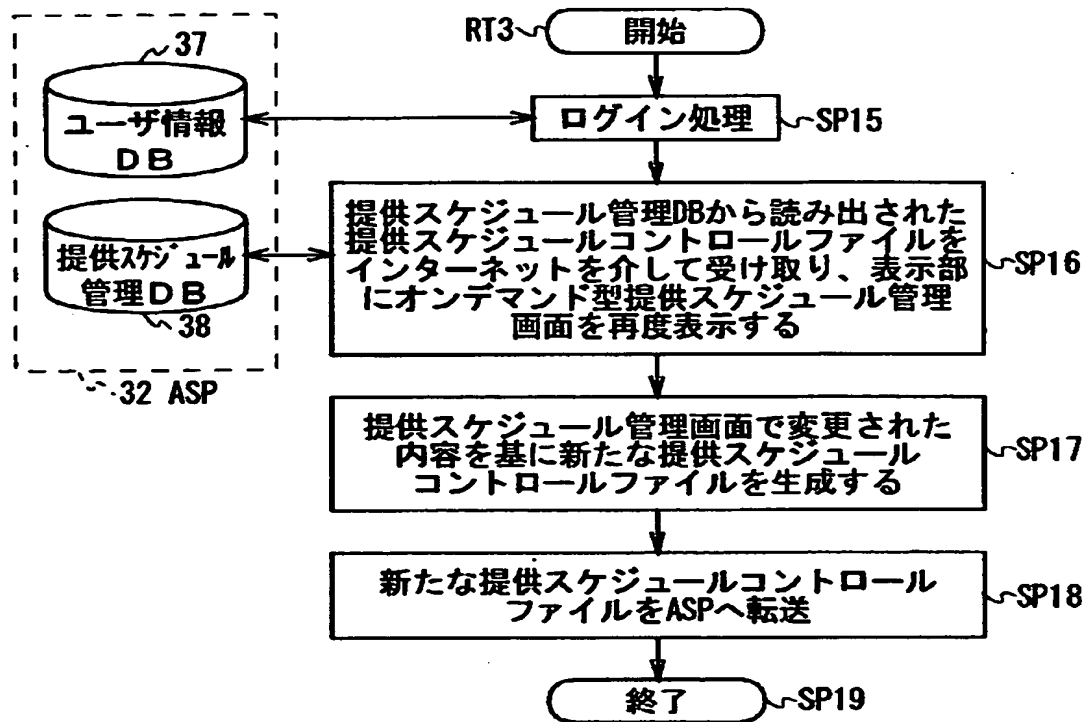 37
ユーザ情報
DB
提供スケジュール
管理DB
38
32 ASP
RT3
開始
ログイン処理
SP15
提供スケジュール管理DBから読み出された
提供スケジュールコントロールファイルを
インターネットを介して受け取り、表示部
にオンデマンド型提供スケジュール管理
画面を再度表示する
SP16
提供スケジュール管理画面で変更された
内容を基に新たな提供スケジュール
コントロールファイルを生成する
SP17
新たな提供スケジュールコントロール
ファイルをASPへ転送
SP18
終了
SP19